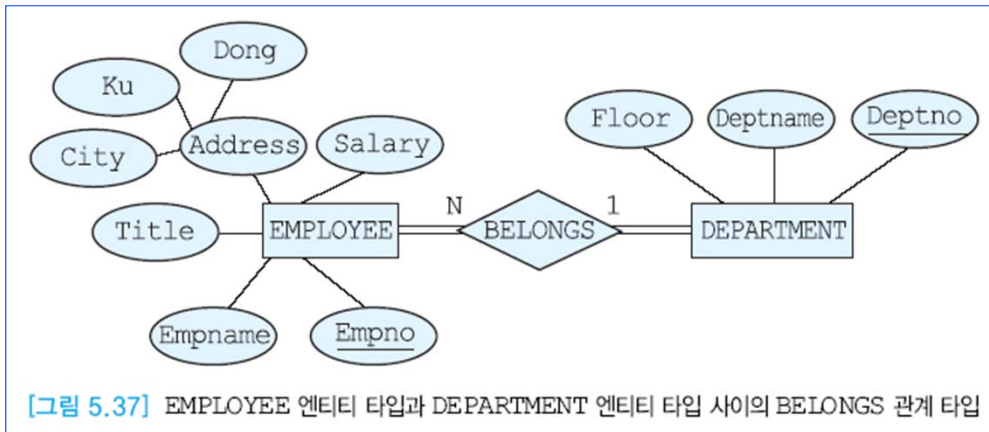 Dong
Ku
City
Address
Salary
Floor
Deptname
Deptno
Title
EMPLOYEE
N
BELONGS
1
DEPARTMENT
Empname
Empno
[그림 5.37] EMPLOYEE 엔티티 타입과 DEPARTMENT 엔티티 타입 사이의 BELONGS 관계 타입